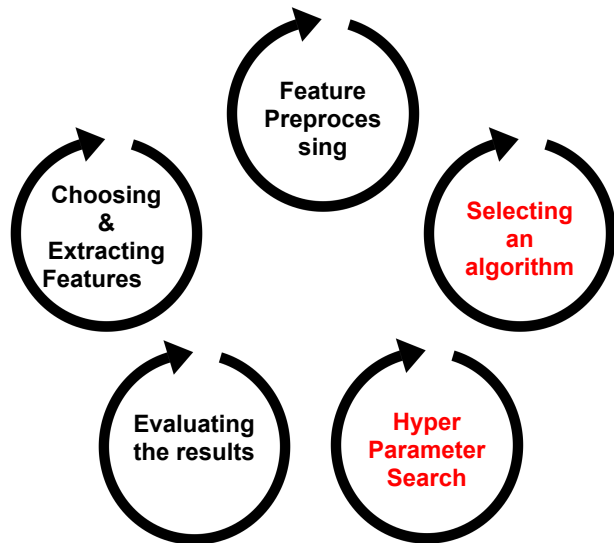 Feature
Preproces
sing
Choosing
&
Extracting
Features
Selecting
an
algorithm
Evaluating
the results
Hyper
Parameter
Search